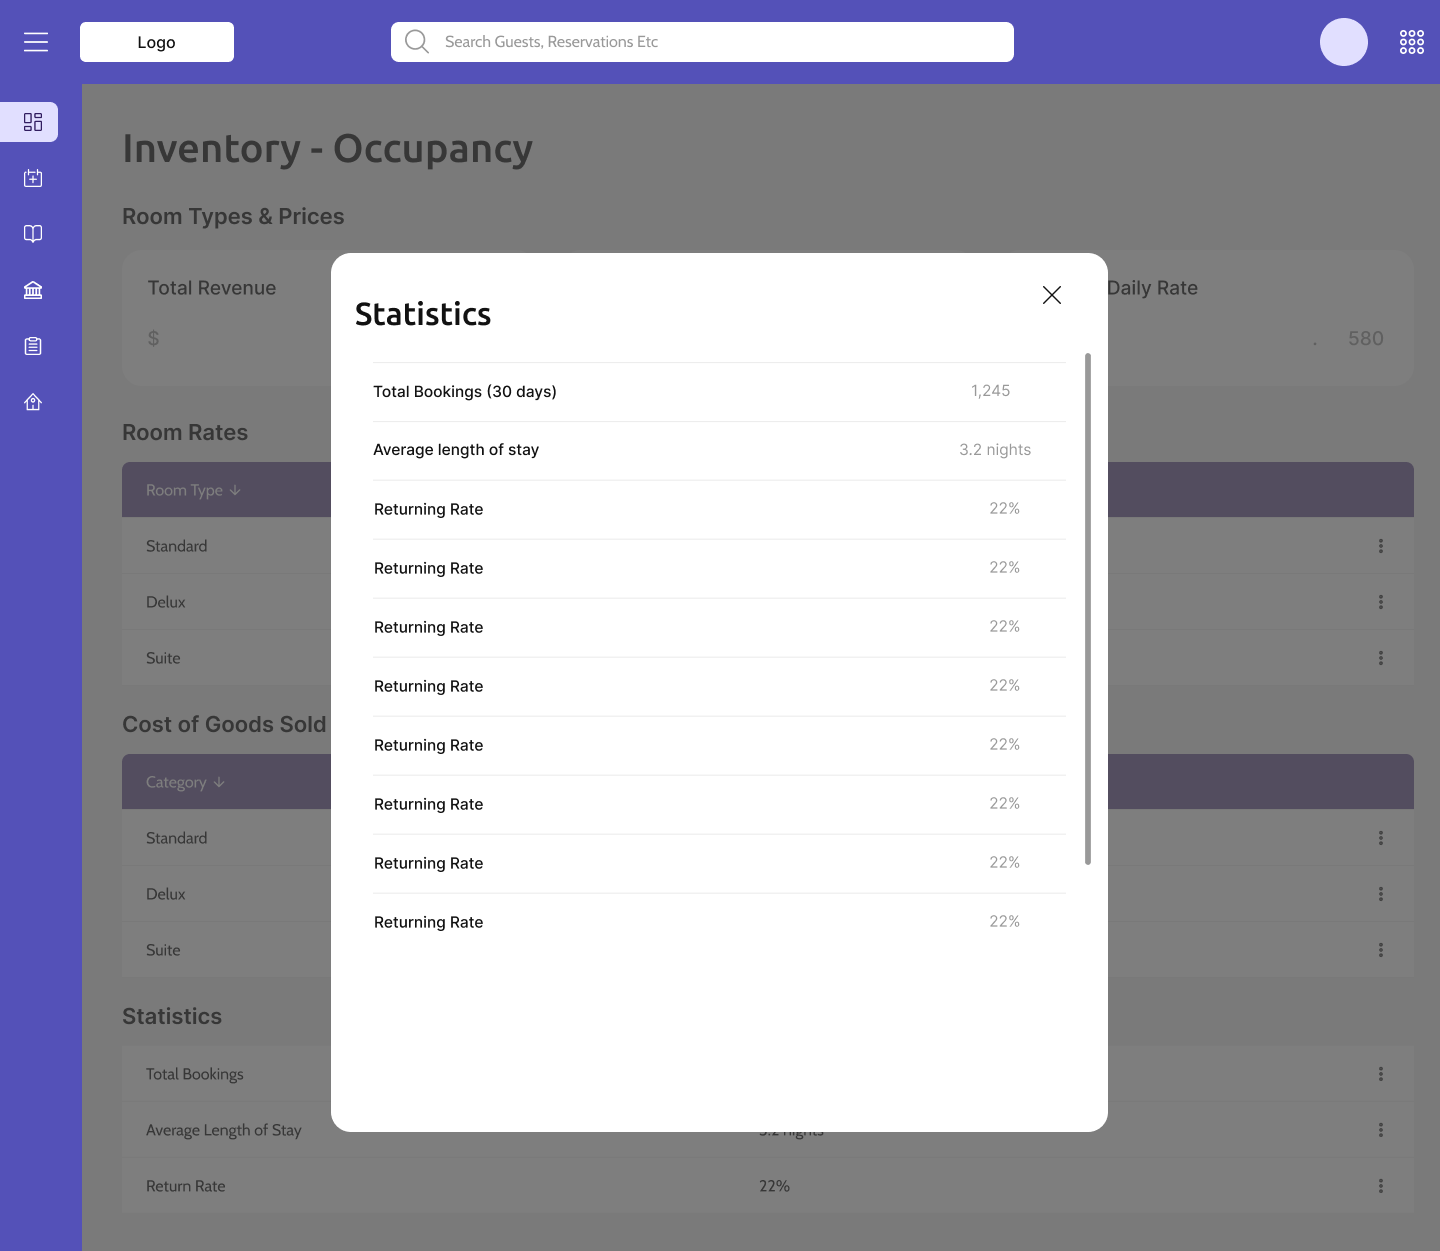 Logo
Search Guests, Reservations Etc
Inventory - Occupancy
Room Types & Prices
Total Revenue
Daily Rate
$
. 580
Statistics
Total Bookings (30 days) 1,245
Average length of stay 3.2 nights
Returning Rate 22%
Returning Rate 22%
Returning Rate 22%
Returning Rate 22%
Returning Rate 22%
Returning Rate 22%
Returning Rate 22%
Returning Rate 22%
Room Rates
Room Type
Standard
Delux
Suite
Cost of Goods Sold
Category
Standard
Delux
Suite
Statistics
Total Bookings
Average Length of Stay 3.2 nights
Return Rate 22%